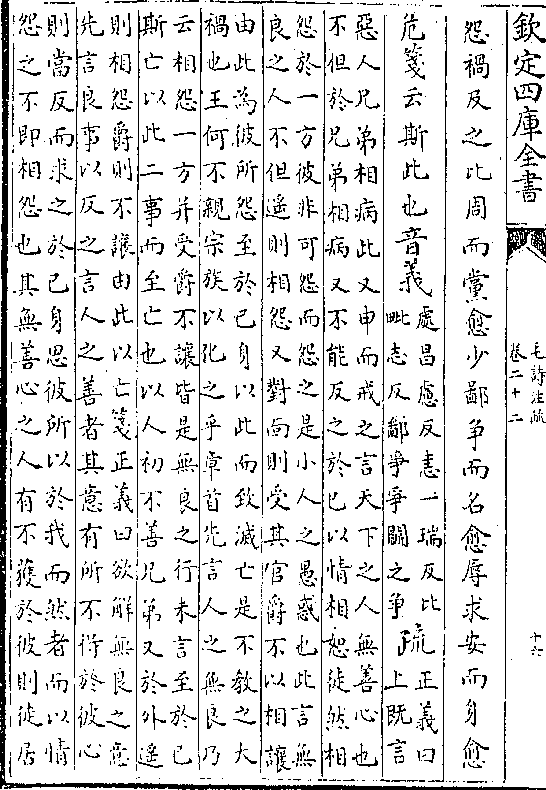 欽定四庫全書
毛詩注疏
卷二十二
十六
怨禍及之比周而黨愈少鄙爭而名愈辱求安而身愈
危箋云斯此也音義處昌慮反恚一瑞反比
毗志反鄙爭爭鬬之爭疏正義曰
上既言
惡人兄弟相病此又申而戒之言天下之人無善心也
不但於兄弟相病又不能反之於己以情相恕徒然相
怨於一方彼非可怨而怨之是小人之愚惑也此言無
良之人不但遥則相怨又對面則受其官爵不以相讓
由此為彼所怨至於己身以此而致滅亡是不教之大
禍也王何不親宗族以化之乎章首先言人之無良乃
云相怨一方并受爵不讓皆是無良之行未言至於已
斯亡以此二事而至亡也以人初不善兄弟又於外遥
則相怨爵則不讓由此以亡箋正義曰欲解無良之意
先言良事以反之言人之善者其意有所不得於彼心
則當反而求之於己身思彼所以於我而然者而以情
怨之不即相怨也其無善心之人有不獲於彼則徒居